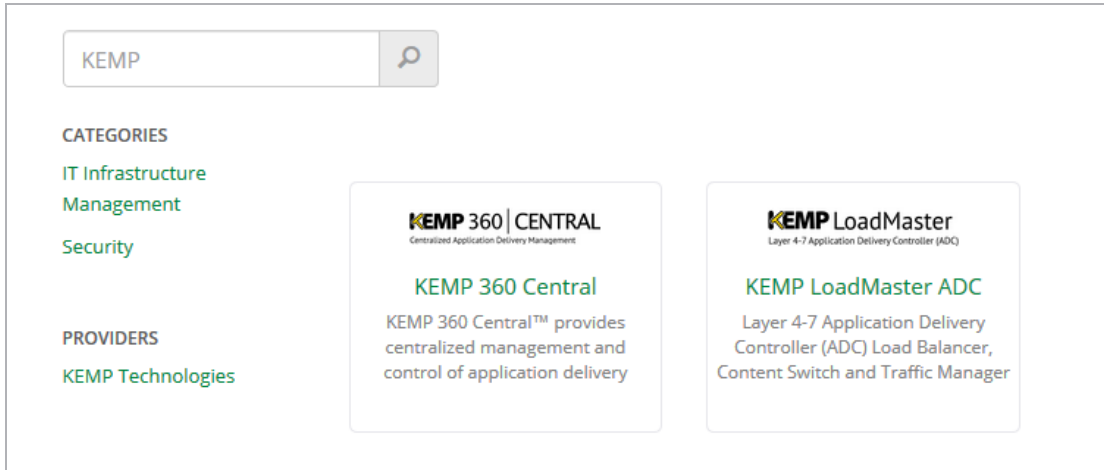 KEMP
CATEGORIES
IT Infrastructure
Management
Security
PROVIDERS
KEMP Technologies
KEMP 360 CENTRAL
Centralized Application Delivery Management
KEMP 360 Central
KEMP 360 Central™ provides
centralized management and
control of application delivery
KEMP LoadMaster
Layer 4-7 Application Delivery Controller (ADC)
KEMP LoadMaster ADC
Layer 4-7 Application Delivery
Controller (ADC) Load Balancer,
Content Switch and Traffic Manager